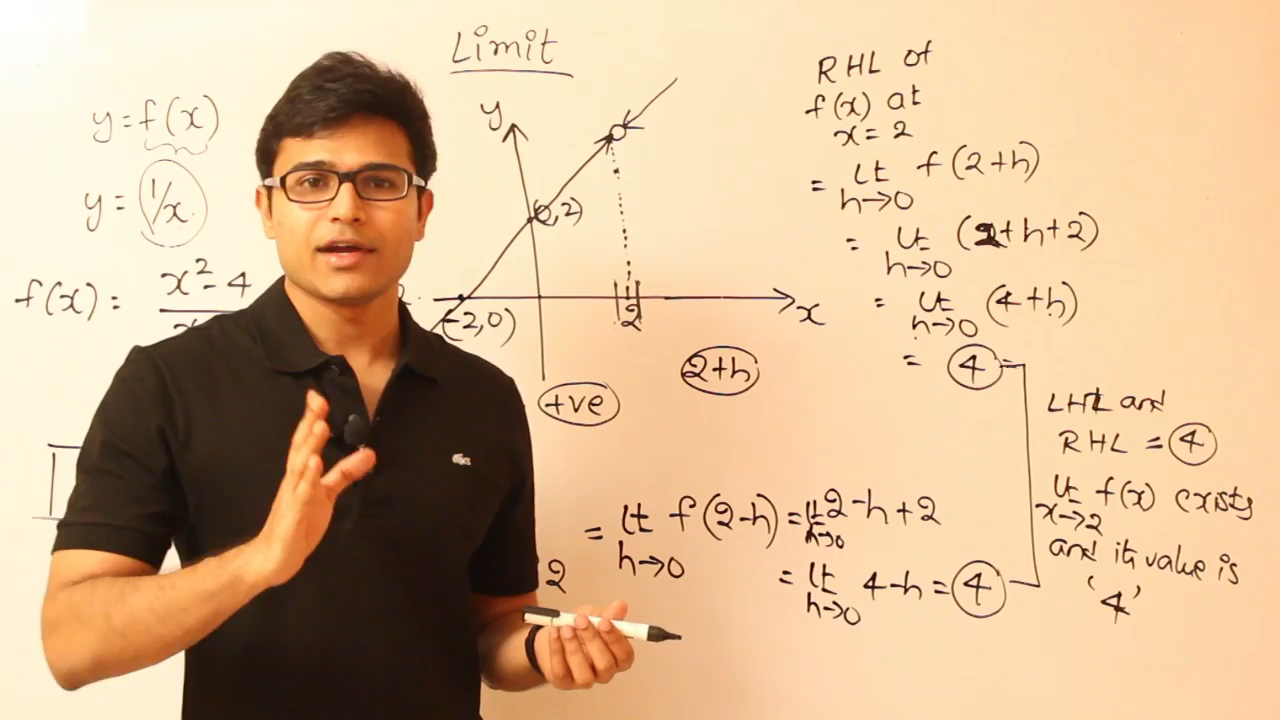 Limit
y = f(x)
y = 1/x
f(x) = x² - 4
y
(0,2)
(-2,0)
2
x
2+h
+ve
RHL of
f(x) at
x = 2
= lt f(2+h)
h→0
= lt (2+h+2)
h→0
= lt (4+h)
h→0
= 4
2
= lt f(2-h) = lt 2-h+2
h→0 h→0
= lt 4-h = 4
h→0
LHL and
RHL = 4
lt f(x) exists
x→2
and its value is
'4'